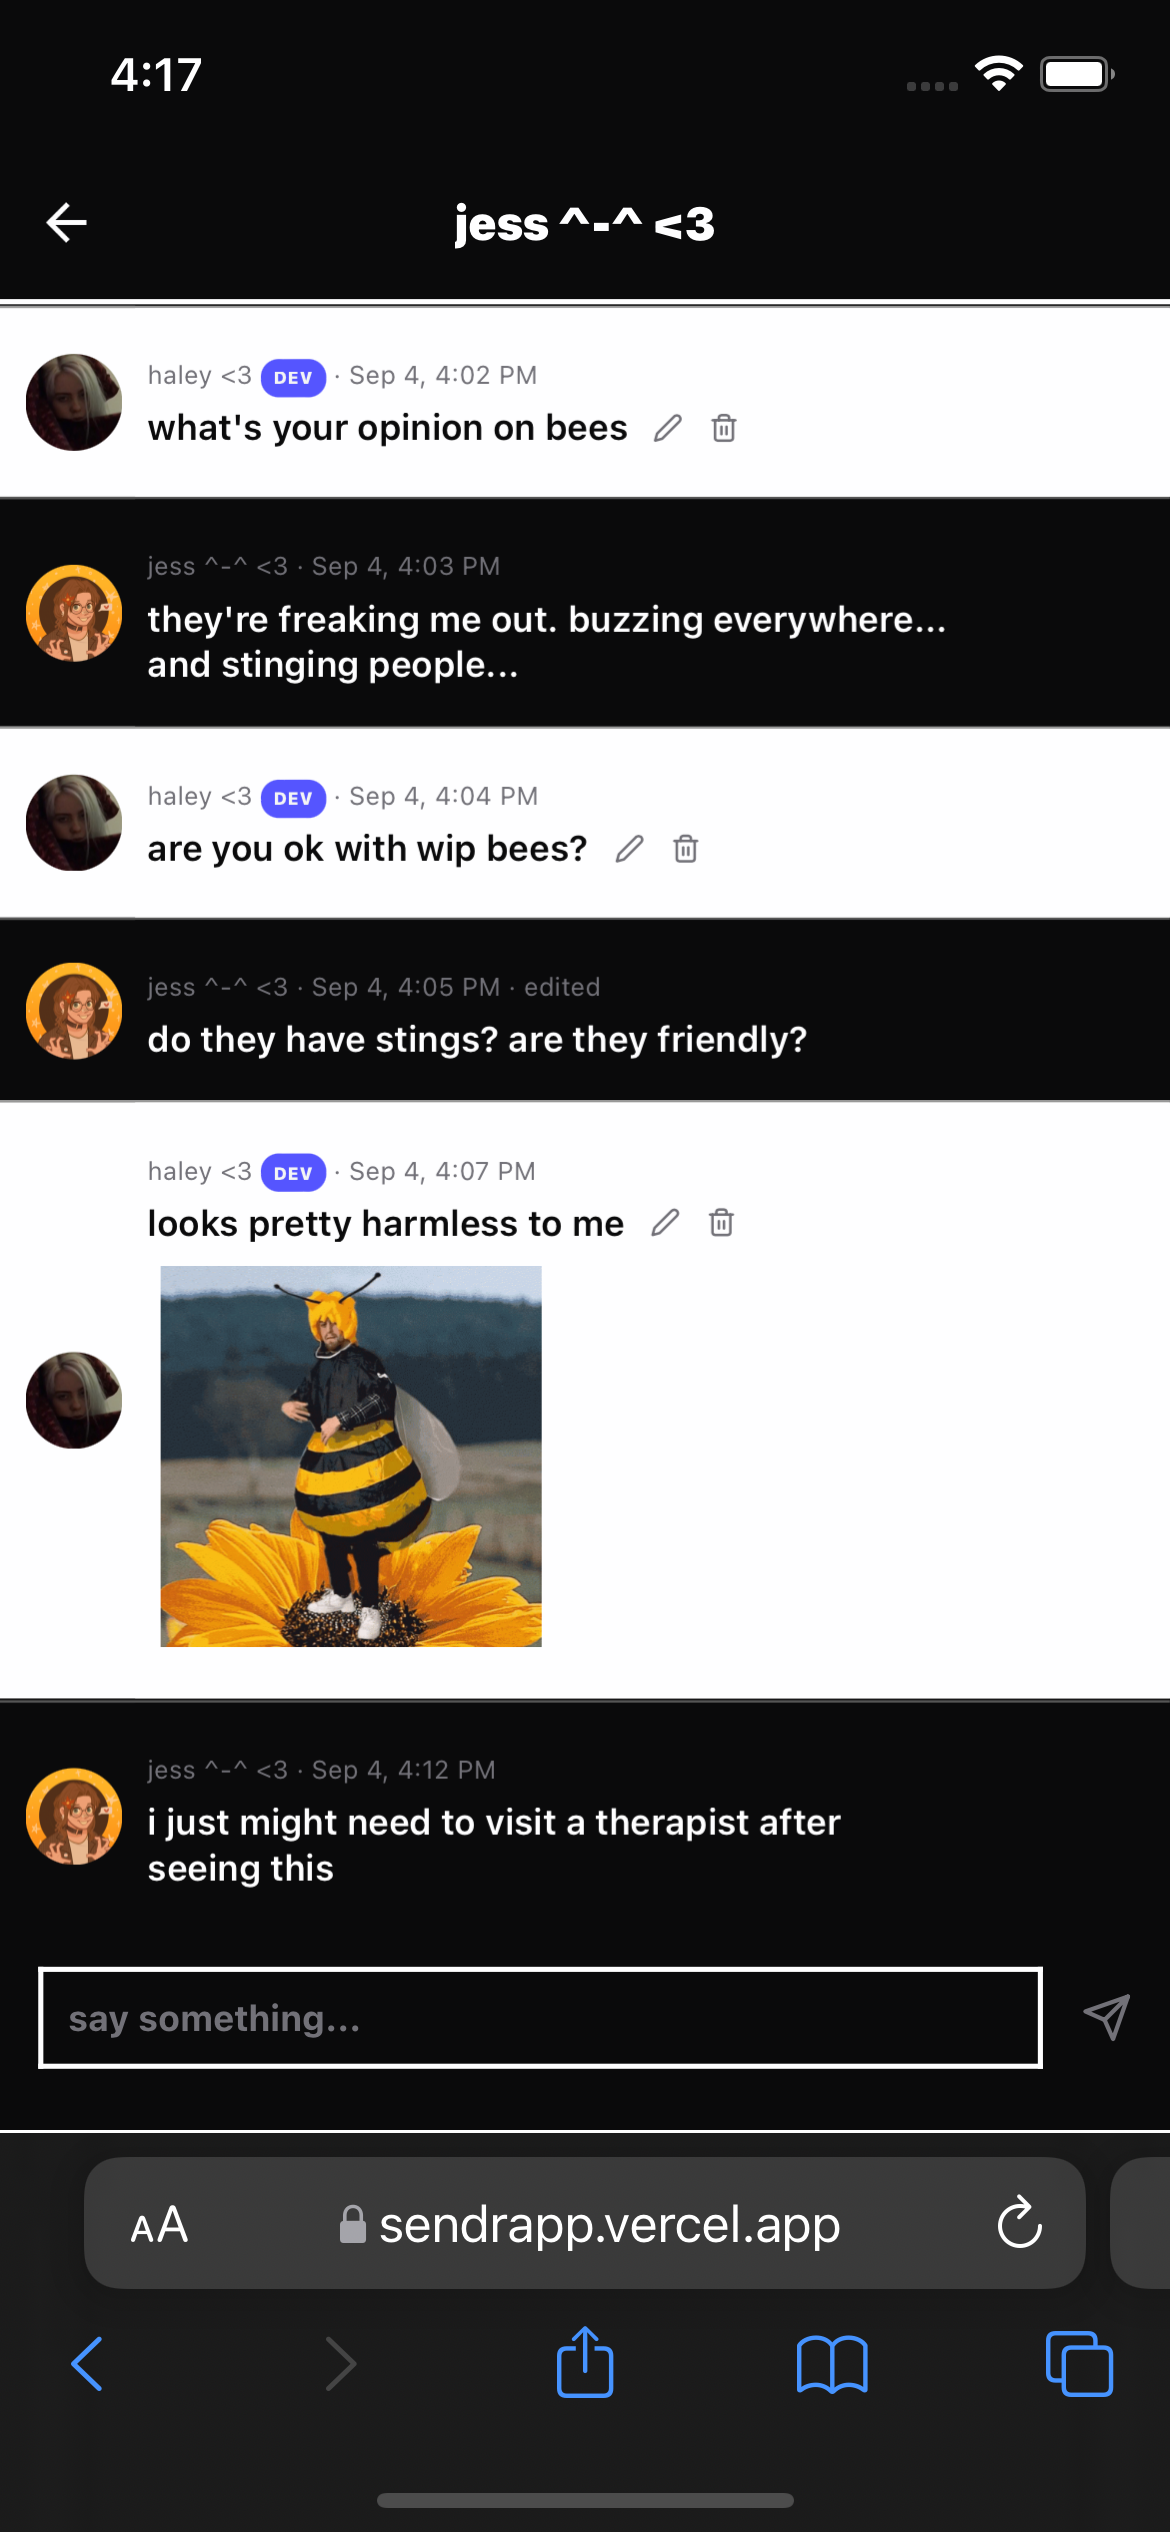 4:17
jess ^-^ <3
haley <3 DEV · Sep 4, 4:02 PM
what's your opinion on bees
jess ^-^ <3 · Sep 4, 4:03 PM
they're freaking me out. buzzing everywhere...
and stinging people...
haley <3 DEV · Sep 4, 4:04 PM
are you ok with wip bees?
jess ^-^ <3 · Sep 4, 4:05 PM · edited
do they have stings? are they friendly?
haley <3 DEV · Sep 4, 4:07 PM
looks pretty harmless to me
jess ^-^ <3 · Sep 4, 4:12 PM
i just might need to visit a therapist after
seeing this
say something...
AA sendrapp.vercel.app